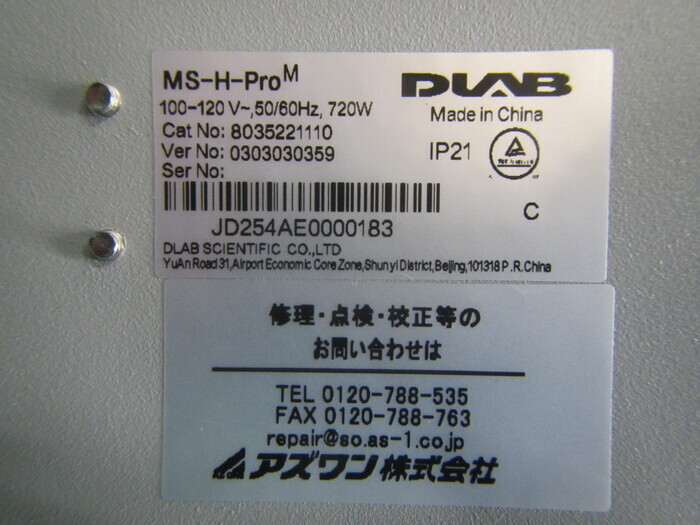 MS-H-Pro M
DLAB
100-120 V~,50/60Hz, 720W
Made in China
Cat No: 8035221110
Ver No: 0303030359
IP21
Ser No:
C
JD254AE0000183
DLAB SCIENTIFIC CO.,LTD
YuAn Road 31,Airport Economic Core Zone,Shunyi District,Beijing,101318 P.R.China
修理・点検・校正等の
お問い合わせは
TEL 0120-788-535
FAX 0120-788-763
repair@so.as-1.co.jp
アズワン株式会社